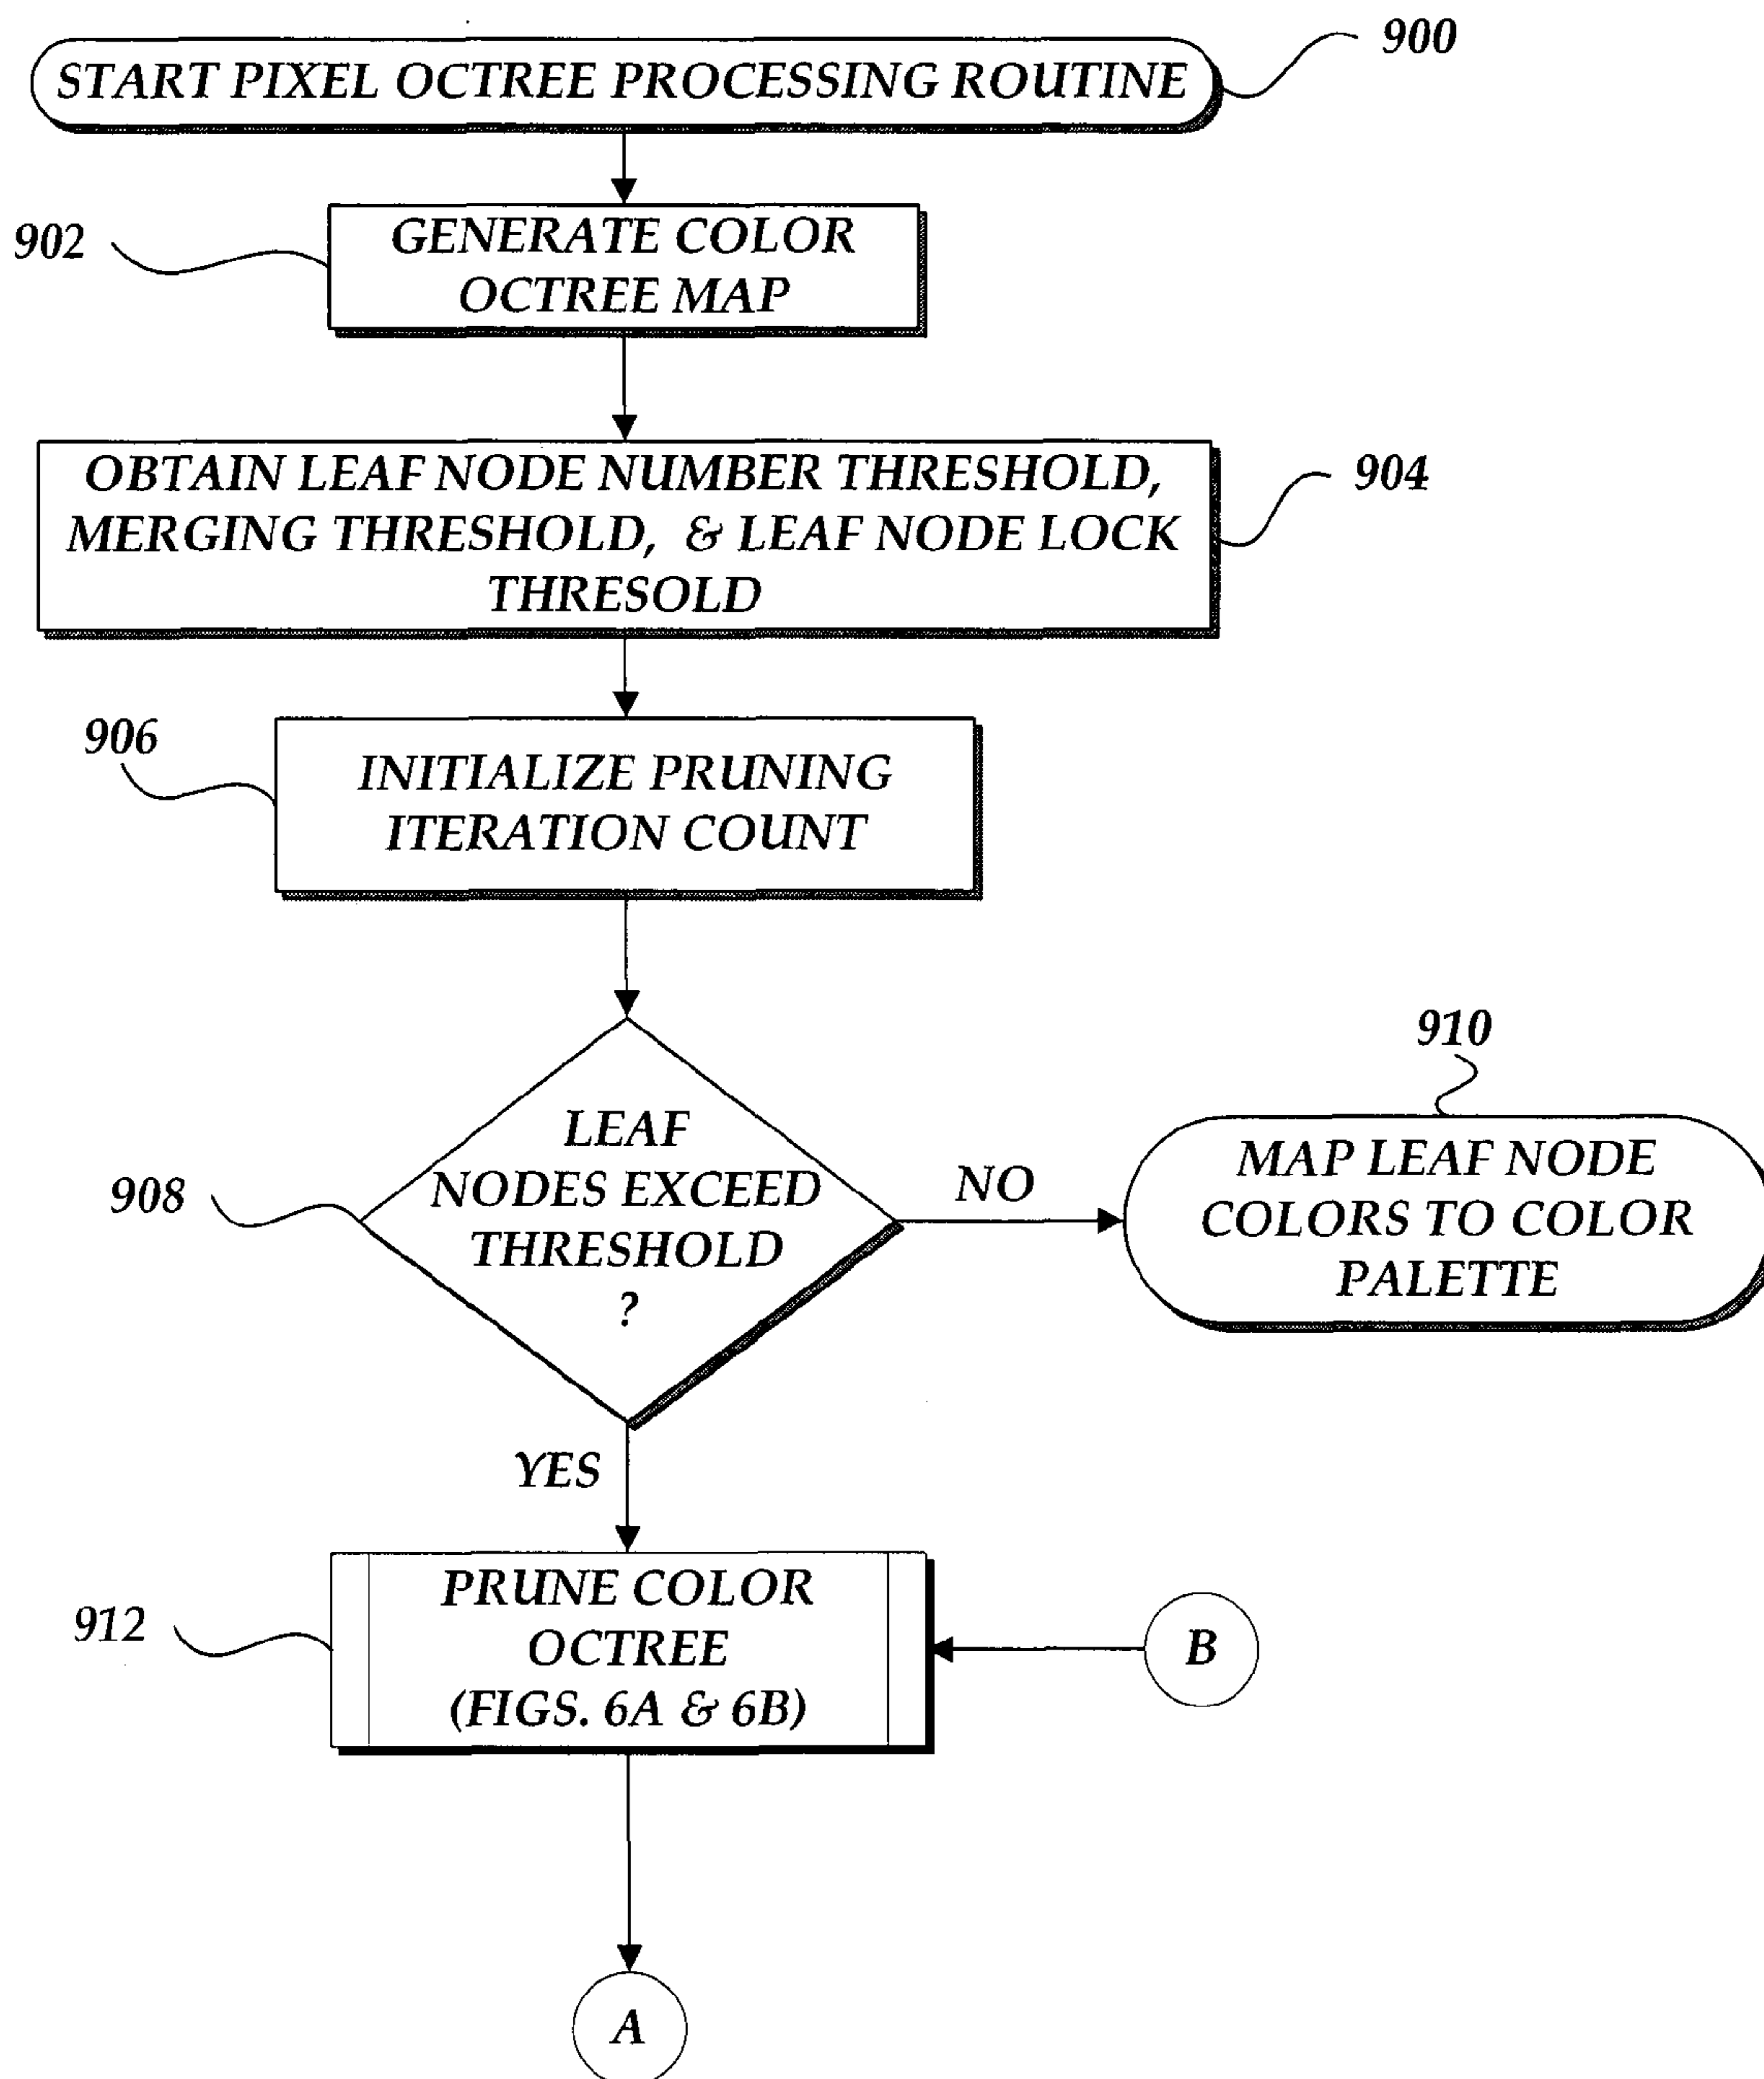 900
START PIXEL OCTREE PROCESSING ROUTINE
902
GENERATE COLOR
OCTREE MAP
904
OBTAIN LEAF NODE NUMBER THRESHOLD,
MERGING THRESHOLD, & LEAF NODE LOCK
THRESOLD
906
INITIALIZE PRUNING
ITERATION COUNT
908
LEAF
NODES EXCEED
THRESHOLD
?
NO
910
MAP LEAF NODE
COLORS TO COLOR
PALETTE
YES
912
PRUNE COLOR
OCTREE
(FIGS. 6A & 6B)
B
A